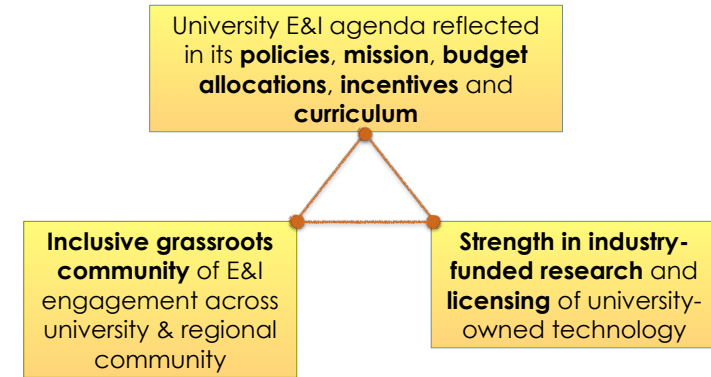 University E&I agenda reflected
in its policies, mission, budget
allocations, incentives and
curriculum
Inclusive grassroots
community of E&I
engagement across
university & regional
community
Strength in industry-
funded research and
licensing of university-
owned technology